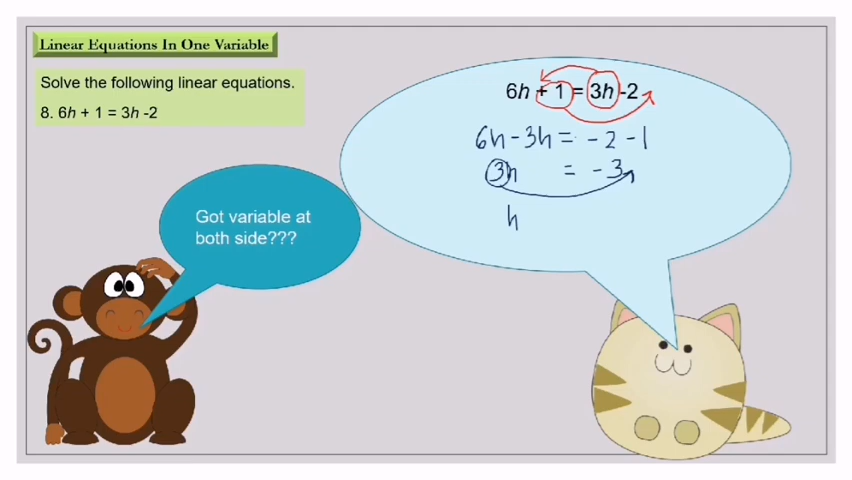 Linear Equations In One Variable
Solve the following linear equations.
8. 6h + 1 = 3h -2
Got variable at
both side???
6h + 1 = 3h -2
6h - 3h = - 2 - 1
3h = - 3
h